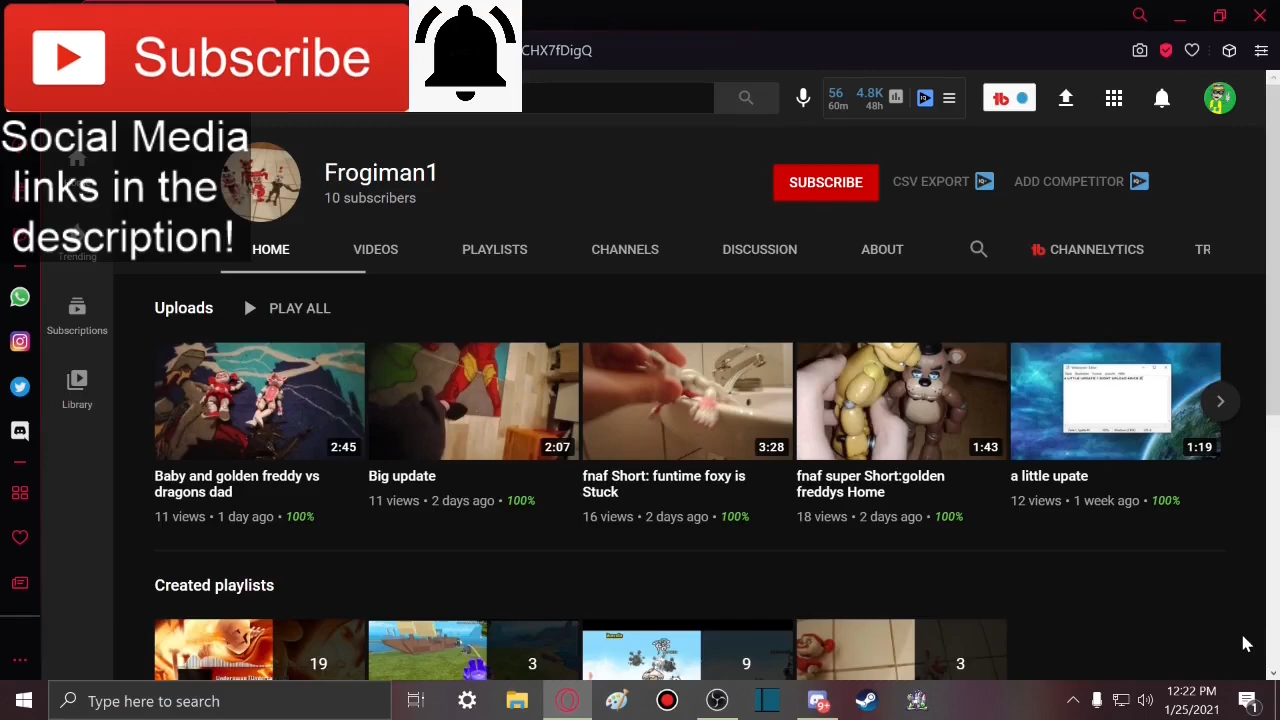 Subscribe
CHX7fDigQ
56 4.8K
60m 48h
Social Media
links in the
description!
Frogiman1
10 subscribers
SUBSCRIBE
CSV EXPORT
ADD COMPETITOR
HOME VIDEOS PLAYLISTS CHANNELS DISCUSSION ABOUT CHANNELYTICS TR
Trending
Subscriptions
Library
Uploads PLAY ALL
2:45 2:07 3:28 1:43 1:19
Baby and golden freddy vs
dragons dad
11 views • 1 day ago • 100%
Big update
11 views • 2 days ago • 100%
fnaf Short: funtime foxy is
Stuck
16 views • 2 days ago • 100%
fnaf super Short:golden
freddys Home
18 views • 2 days ago • 100%
a little upate
12 views • 1 week ago • 100%
Created playlists
19 3 9 3
Type here to search
9+
12:22 PM
1/25/2021
1